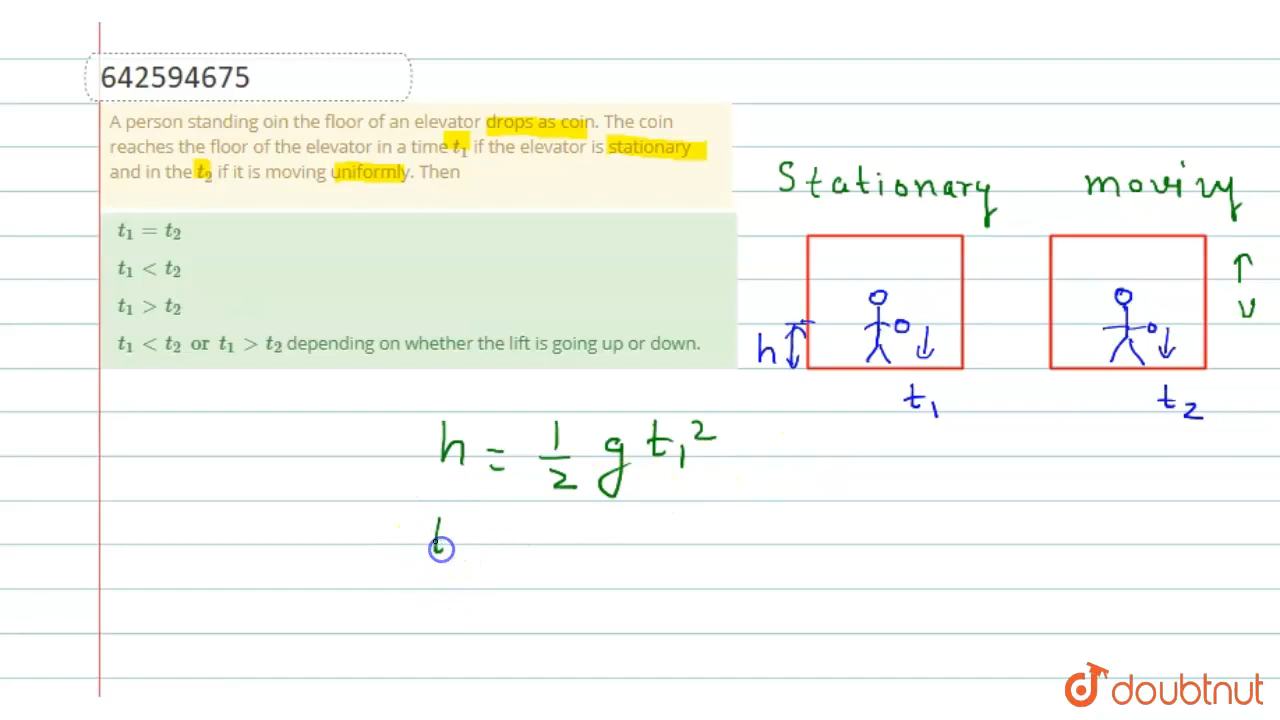 642594675
A person standing oin the floor of an elevator drops as coin. The coin
reaches the floor of the elevator in a time t₁ if the elevator is stationary
and in the t₂ if it is moving uniformly. Then
t₁ = t₂
t₁ < t₂
t₁ > t₂
t₁ < t₂ or t₁ > t₂ depending on whether the lift is going up or down.
Stationary moving
v
h
t₁ t₂
h = 1/2 g t₁²
t
doubtnut